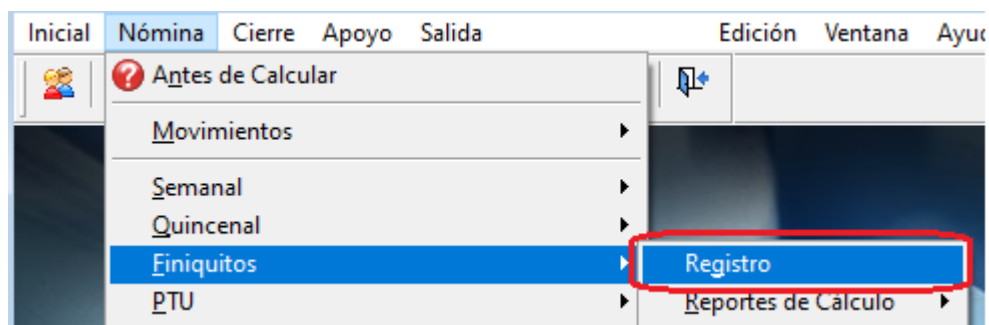 Inicial Nómina Cierre Apoyo Salida Edición Ventana
Antes de Calcular
Movimientos
Semanal
Quincenal
Finiquitos Registro
PTU Reportes de Cálculo